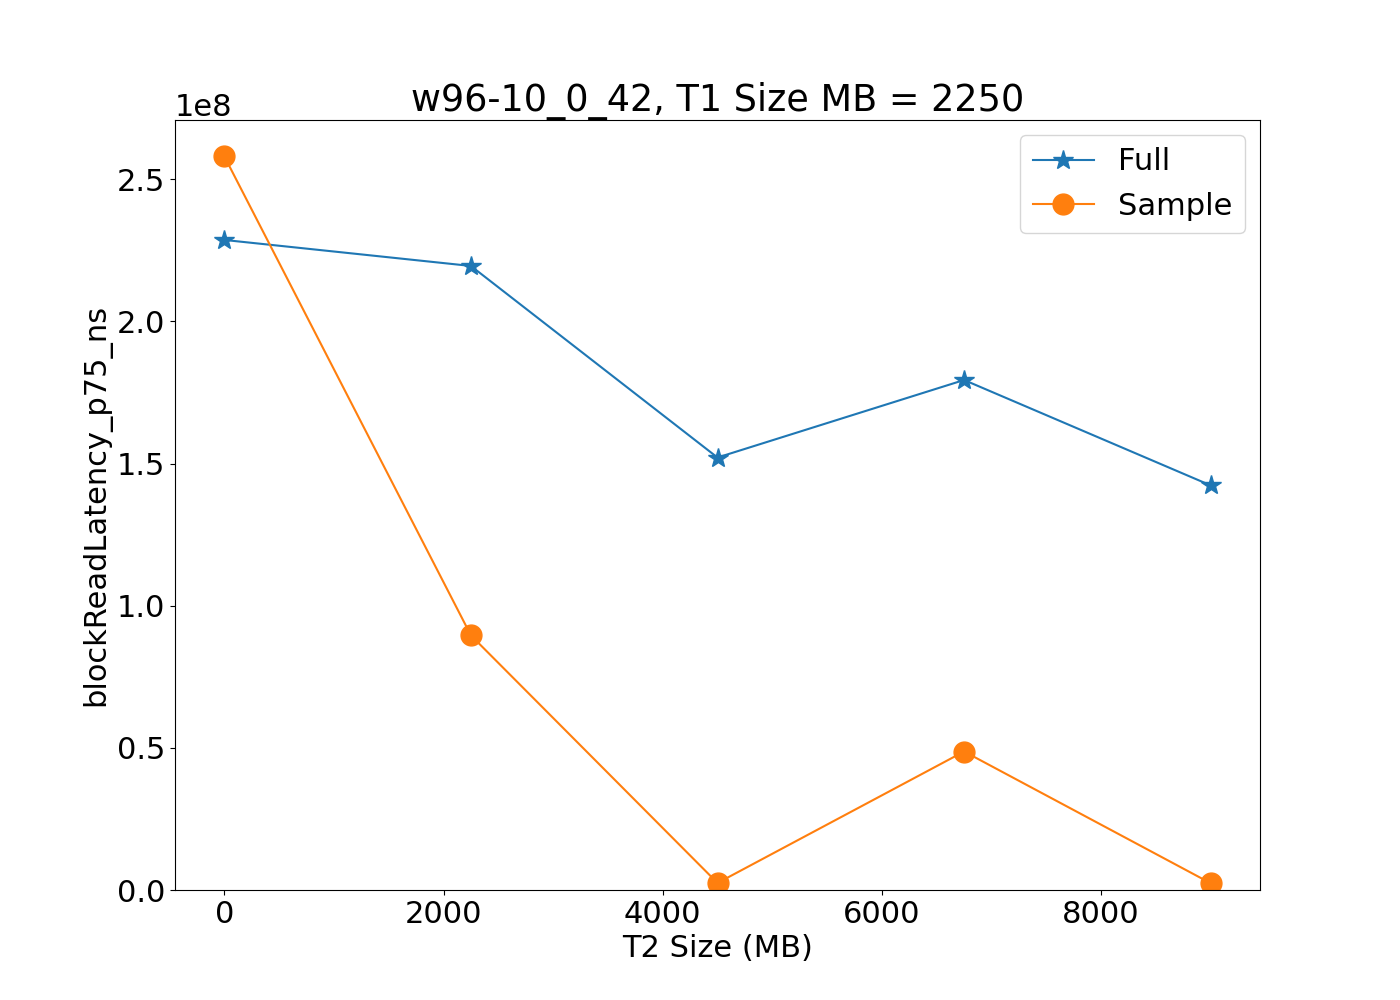 w96-10_0_42, T1 Size MB = 2250
1e8
Full
Sample
2.5
2.0
1.5
1.0
0.5
0.0
blockReadLatency_p75_ns
0 2000 4000 6000 8000
T2 Size (MB)